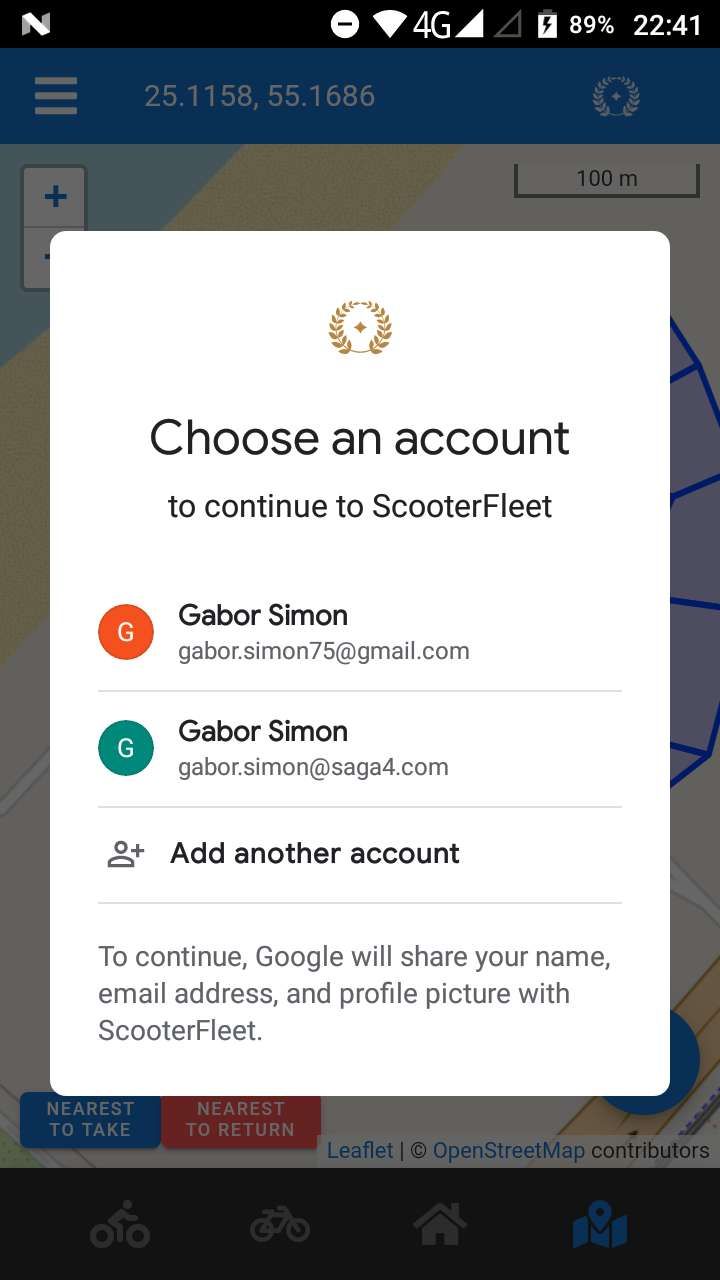 4G 89% 22:41
25.1158, 55.1686
+
100 m
Choose an account
to continue to ScooterFleet
G
Gabor Simon
gabor.simon75@gmail.com
G
Gabor Simon
gabor.simon@saga4.com
Add another account
To continue, Google will share your name,
email address, and profile picture with
ScooterFleet.
NEAREST
TO TAKE
NEAREST
TO RETURN
Leaflet | © OpenStreetMap contributors